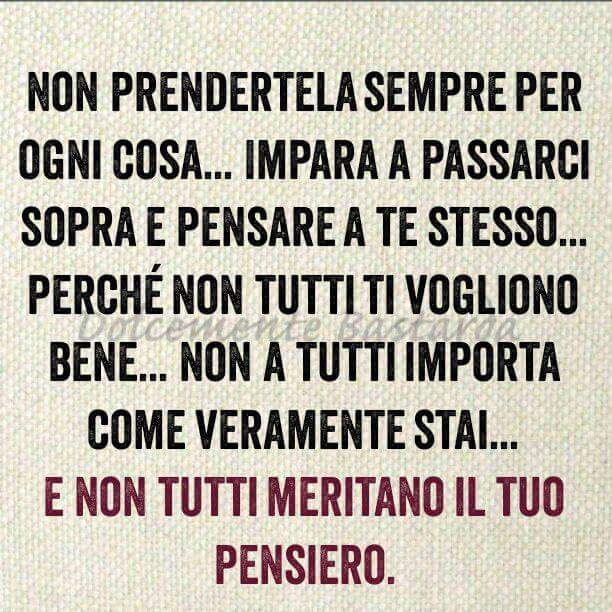 NON PRENDERTELA SEMPRE PER
OGNI COSA... IMPARA A PASSARCI
SOPRA E PENSARE A TE STESSO...
PERCHÉ NON TUTTI TI VOGLIONO
Dolcemente Bastarda
BENE... NON A TUTTI IMPORTA
COME VERAMENTE STAI...
E NON TUTTI MERITANO IL TUO
PENSIERO.